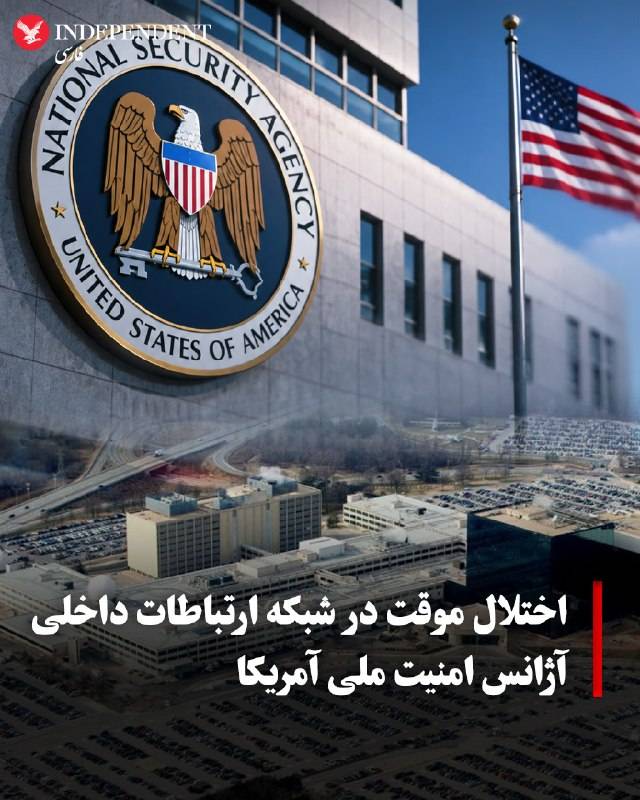 INDEPENDENT
فارسی
NATIONAL SECURITY AGENCY
UNITED STATES OF AMERICA
اختلال موقت در شبکه ارتباطات داخلی
آژانس امنیت ملی آمریکا